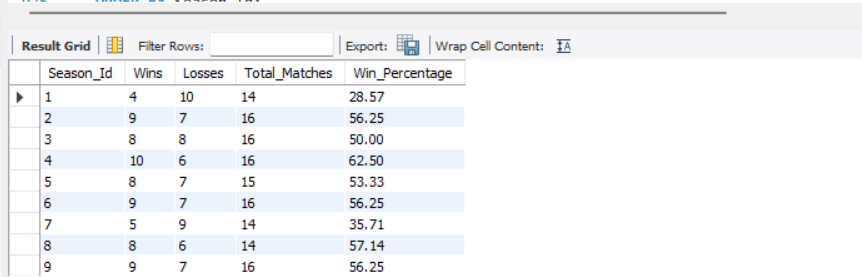 Result Grid Filter Rows: Export: Wrap Cell Content: IA
Season_Id Wins Losses Total_Matches Win_Percentage
1 4 10 14 28.57
2 9 7 16 56.25
3 8 8 16 50.00
4 10 6 16 62.50
5 8 7 15 53.33
6 9 7 16 56.25
7 5 9 14 35.71
8 8 6 14 57.14
9 9 7 16 56.25